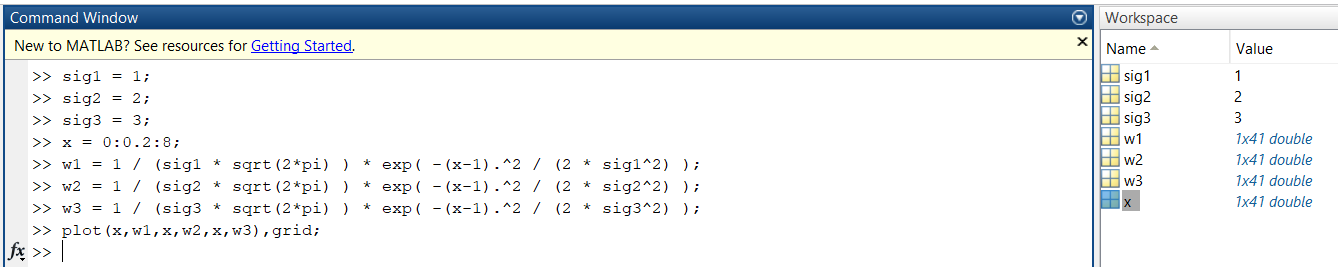 Command Window
New to MATLAB? See resources for Getting Started.
>> sig1 = 1;
>> sig2 = 2;
>> sig3 = 3;
>> x = 0:0.2:8;
>> w1 = 1 / (sig1 * sqrt(2*pi) ) * exp( -(x-1).^2 / (2 * sig1^2) );
>> w2 = 1 / (sig2 * sqrt(2*pi) ) * exp( -(x-1).^2 / (2 * sig2^2) );
>> w3 = 1 / (sig3 * sqrt(2*pi) ) * exp( -(x-1).^2 / (2 * sig3^2) );
>> plot(x,w1,x,w2,x,w3),grid;
fx >>
Workspace
Name Value
sig1 1
sig2 2
sig3 3
w1 1x41 double
w2 1x41 double
w3 1x41 double
x 1x41 double